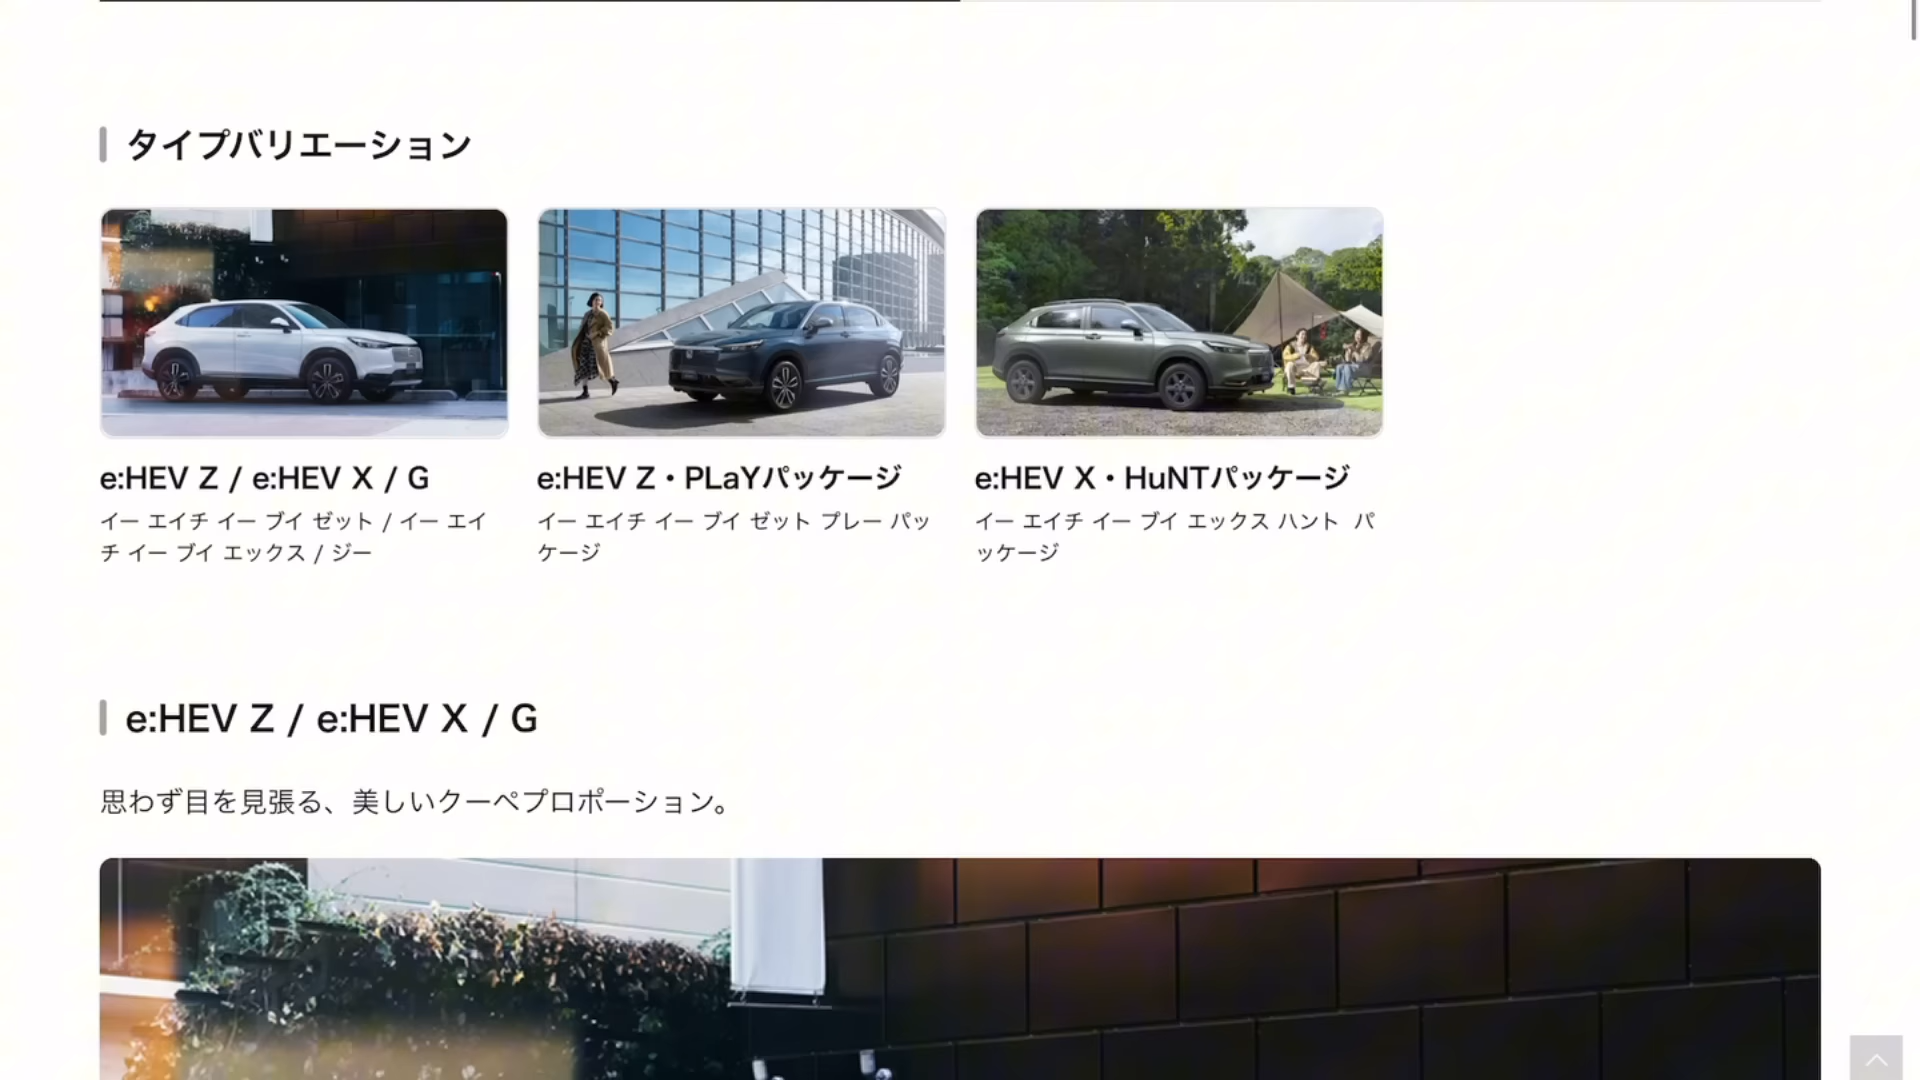 タイプバリエーション
e:HEV Z / e:HEV X / G
イー エイチ イー ブイ ゼット / イー エイ
チ イー ブイ エックス / ジー
e:HEV Z・PLaYパッケージ
イー エイチ イー ブイ ゼット プレー パッ
ケージ
e:HEV X・HuNTパッケージ
イー エイチ イー ブイ エックス ハント パ
ッケージ
e:HEV Z / e:HEV X / G
思わず目を見張る、美しいクーペプロポーション。